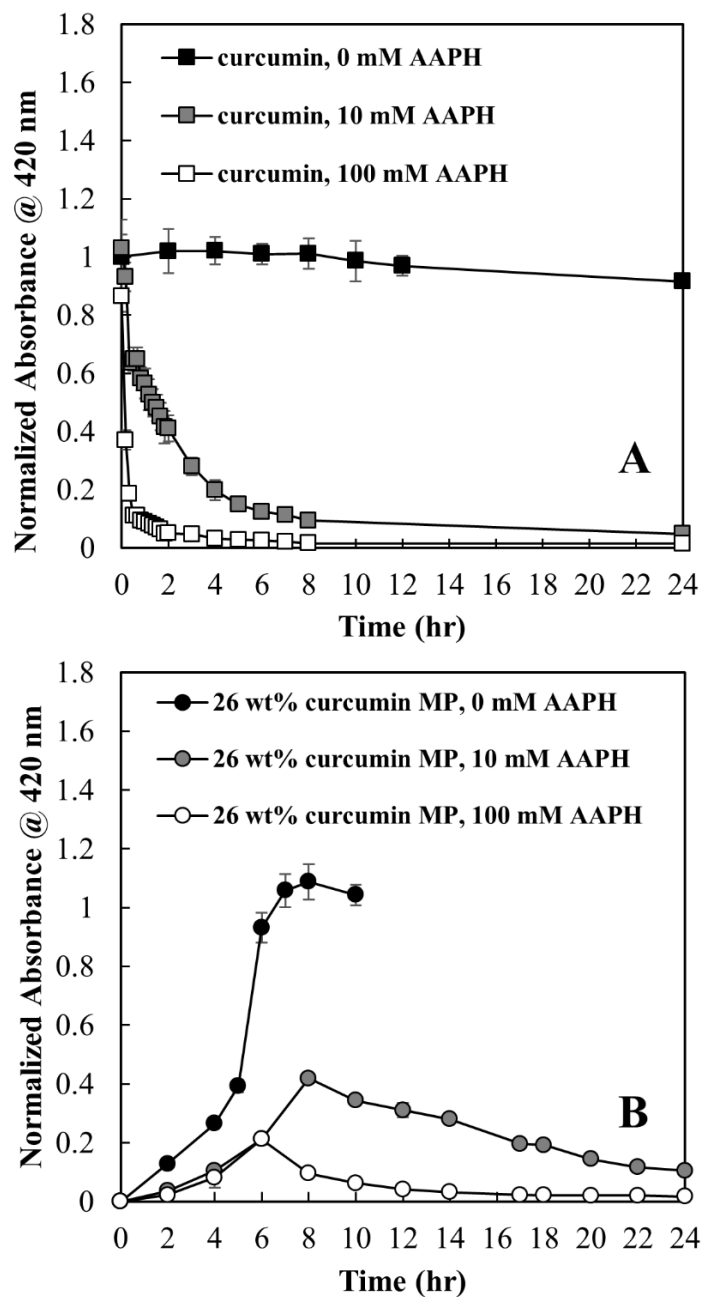 1.8
1.6
1.4
1.2
1
0.8
0.6
0.4
0.2
0
Normalized Absorbance @ 420 nm
curcumin, 0 mM AAPH
curcumin, 10 mM AAPH
curcumin, 100 mM AAPH
A
0 2 4 6 8 10 12 14 16 18 20 22 24
Time (hr)
1.8
1.6
1.4
1.2
1
0.8
0.6
0.4
0.2
0
Normalized Absorbance @ 420 nm
26 wt% curcumin MP, 0 mM AAPH
26 wt% curcumin MP, 10 mM AAPH
26 wt% curcumin MP, 100 mM AAPH
B
0 2 4 6 8 10 12 14 16 18 20 22 24
Time (hr)